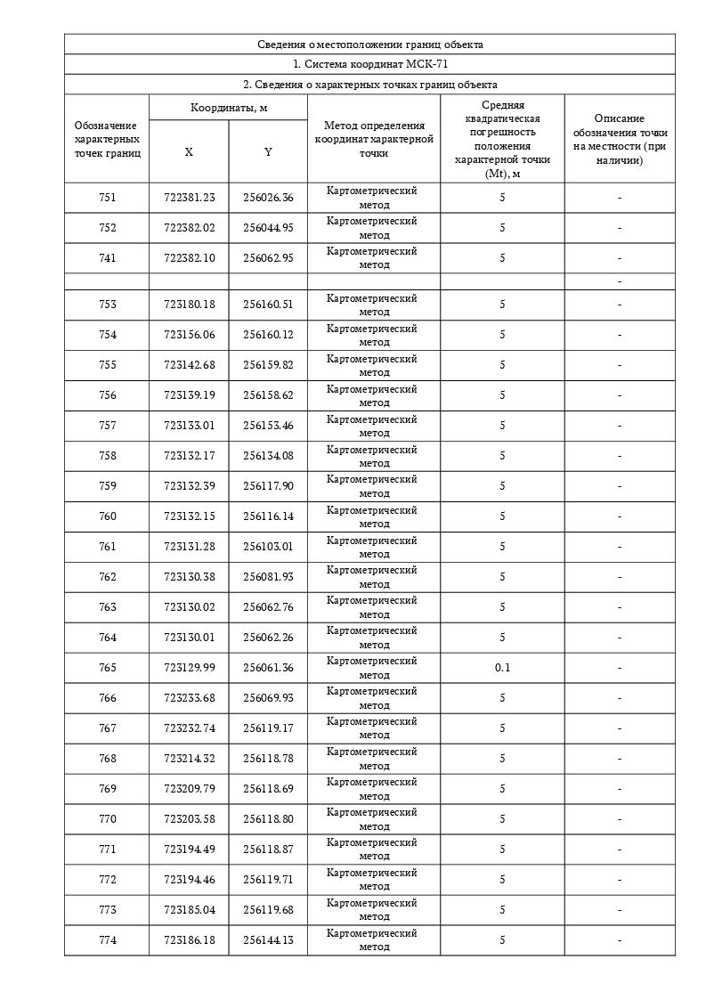 Сведения о местоположении границ объекта
1. Система координат МСК-71
2. Сведения о характерных точках границ объекта
Обозначение
характерных
точек границ
Координаты, м
X
Y
Метод определения
координат характерной
точки
Средняя
квадратическая
погрешность
положения
характерной точки
(Mt), м
Описание
обозначения точки
на местности (при
наличии)
751 722381.23 256026.36 Картометрический
метод 5 -
752 722382.02 256044.95 Картометрический
метод 5 -
741 722382.10 256062.95 Картометрический
метод 5 -
-
753 723180.18 256160.51 Картометрический
метод 5 -
754 723156.06 256160.12 Картометрический
метод 5 -
755 723142.68 256159.82 Картометрический
метод 5 -
756 723139.19 256158.62 Картометрический
метод 5 -
757 723133.01 256153.46 Картометрический
метод 5 -
758 723132.17 256134.08 Картометрический
метод 5 -
759 723132.39 256117.90 Картометрический
метод 5 -
760 723132.15 256116.14 Картометрический
метод 5 -
761 723131.28 256103.01 Картометрический
метод 5 -
762 723130.38 256081.93 Картометрический
метод 5 -
763 723130.02 256062.76 Картометрический
метод 5 -
764 723130.01 256062.26 Картометрический
метод 5 -
765 723129.99 256061.36 Картометрический
метод 0.1 -
766 723233.68 256069.93 Картометрический
метод 5 -
767 723232.74 256119.17 Картометрический
метод 5 -
768 723214.32 256118.78 Картометрический
метод 5 -
769 723209.79 256118.69 Картометрический
метод 5 -
770 723203.58 256118.80 Картометрический
метод 5 -
771 723194.49 256118.87 Картометрический
метод 5 -
772 723194.46 256119.71 Картометрический
метод 5 -
773 723185.04 256119.68 Картометрический
метод 5 -
774 723186.18 256144.13 Картометрический
метод 5 -